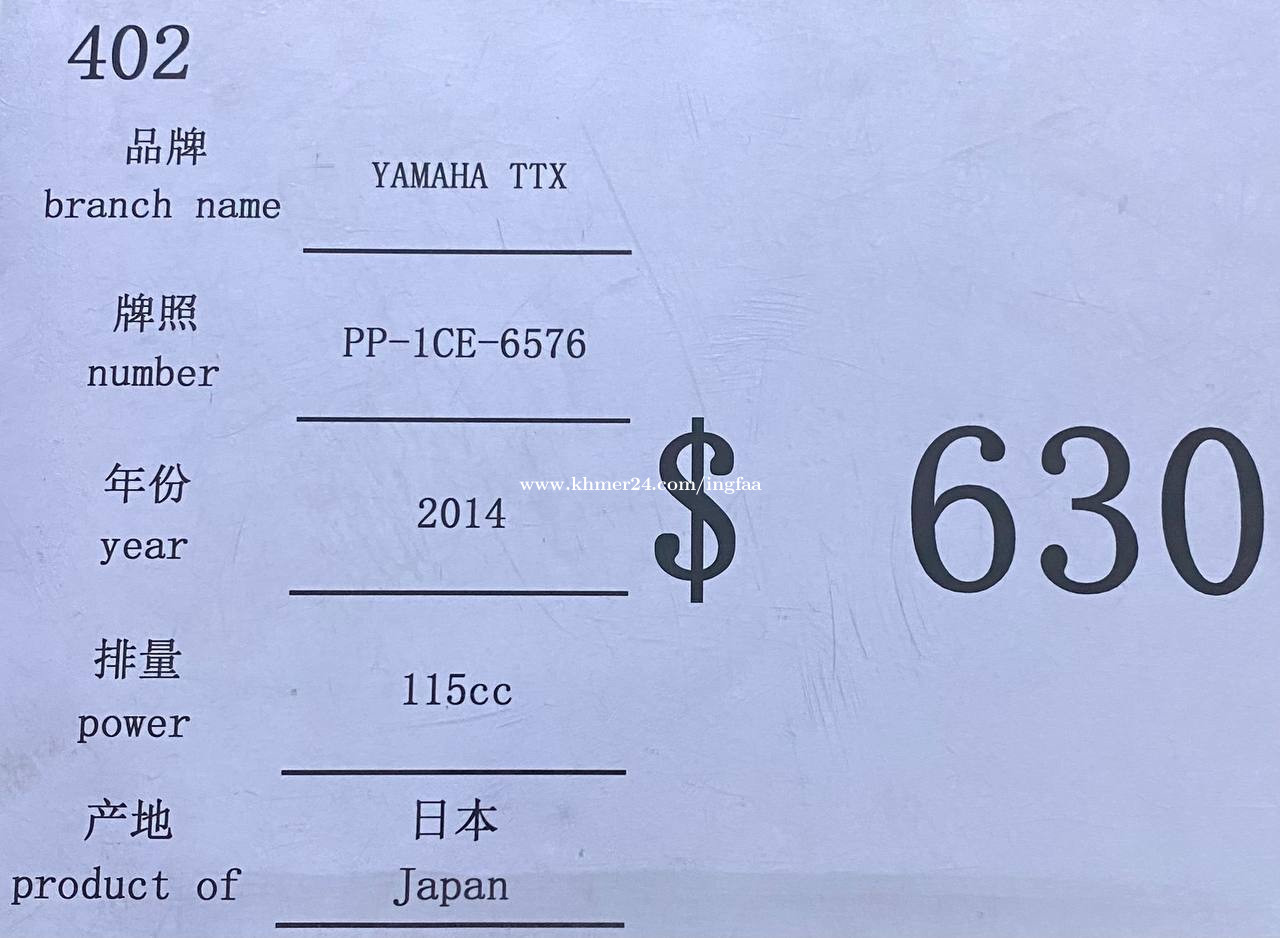 402
品牌
branch name
YAMAHA TTX
牌照
number
PP-1CE-6576
年份
year
2014
排量
power
115cc
产地
product of
日本
Japan
$ 630
www.khmer24.com/ingfaa